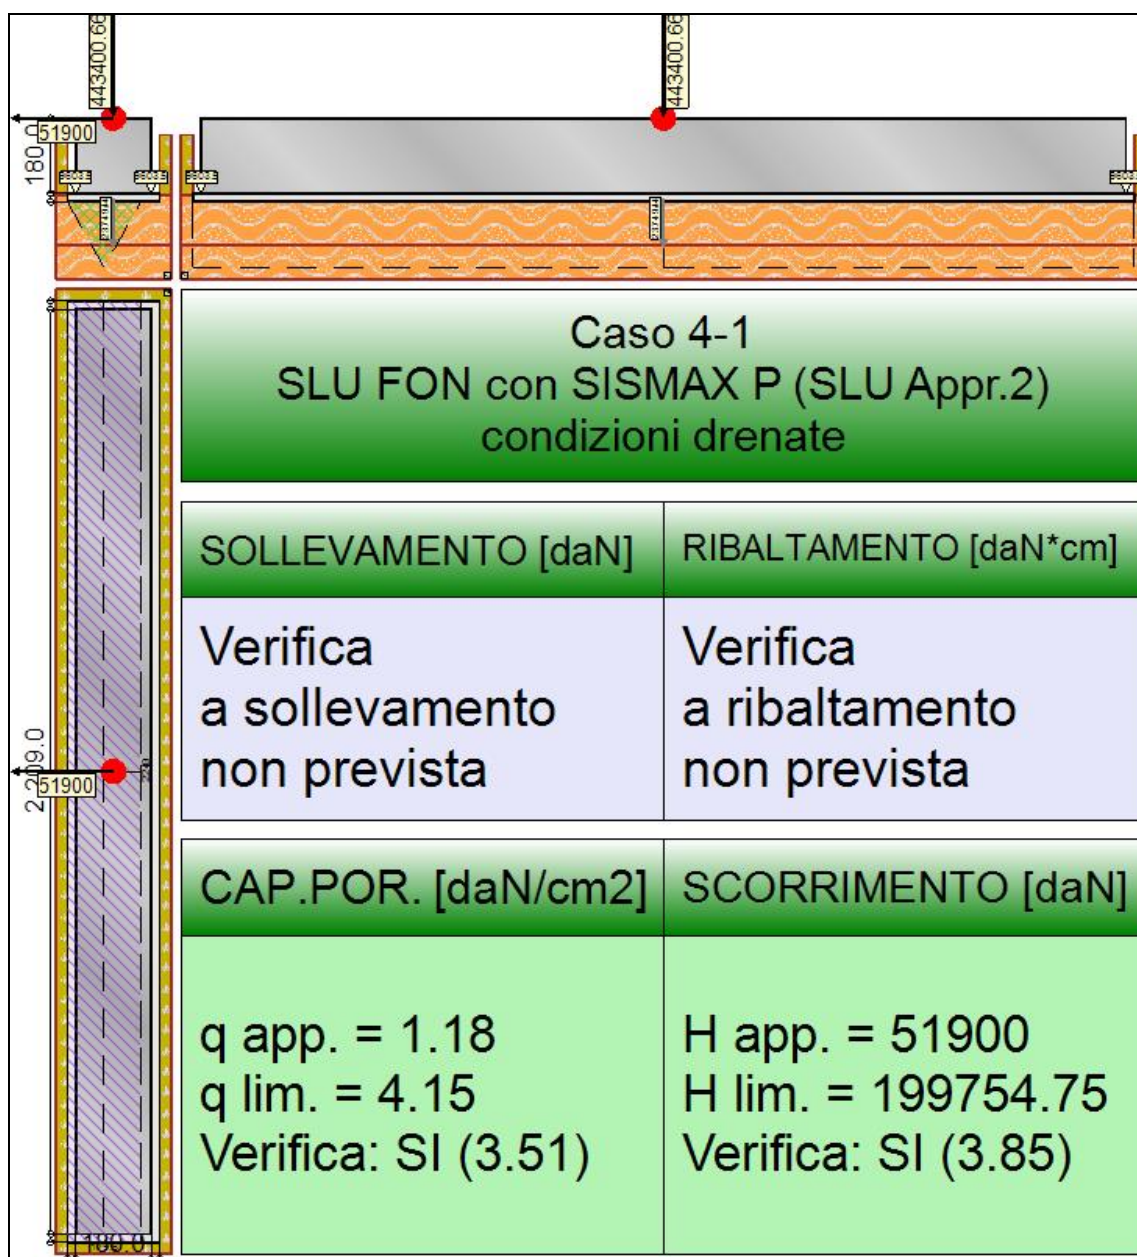 443400.66
443400.66
51900
180.0
Caso 4-1
SLU FON con SISMAX P (SLU Appr.2)
condizioni drenate
SOLLEVAMENTO [daN]
RIBALTAMENTO [daN*cm]
Verifica
a sollevamento
non prevista
Verifica
a ribaltamento
non prevista
51900
CAP.POR. [daN/cm2]
SCORRIMENTO [daN]
q app. = 1.18
q lim. = 4.15
Verifica: SI (3.51)
H app. = 51900
H lim. = 199754.75
Verifica: SI (3.85)
180.0